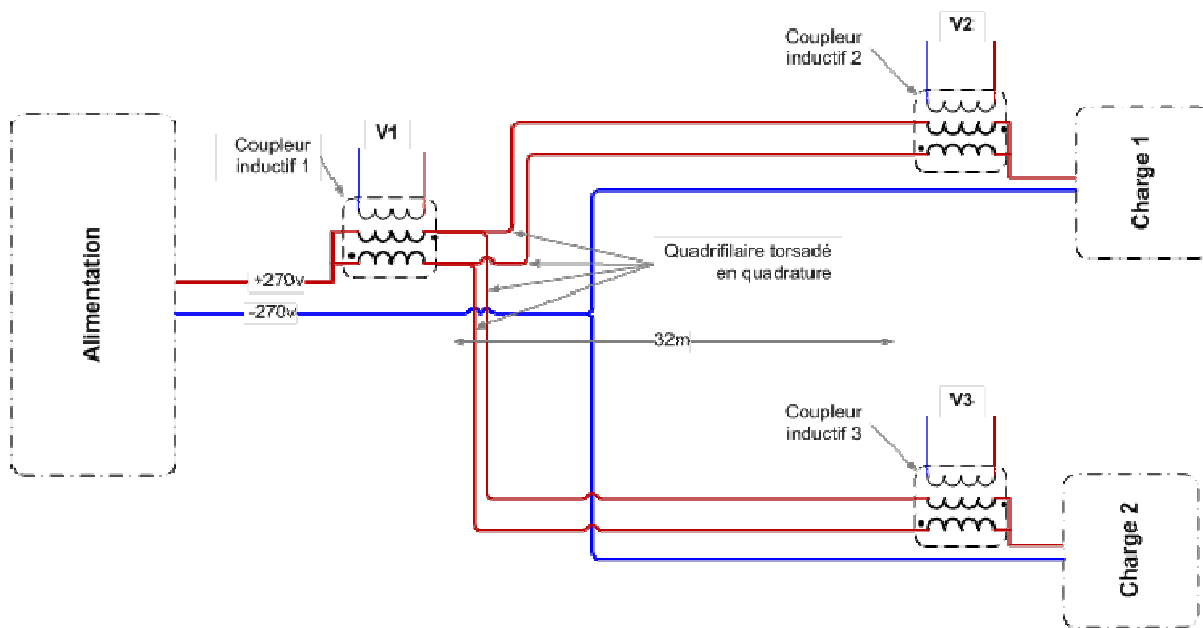 V2
Coupleur
inductif 2
V1
Coupleur
inductif 1
Charge 1
Alimentation
Quadrifilaire torsadé
en quadrature
+270v
-270v
32m
V3
Coupleur
inductif 3
Charge 2